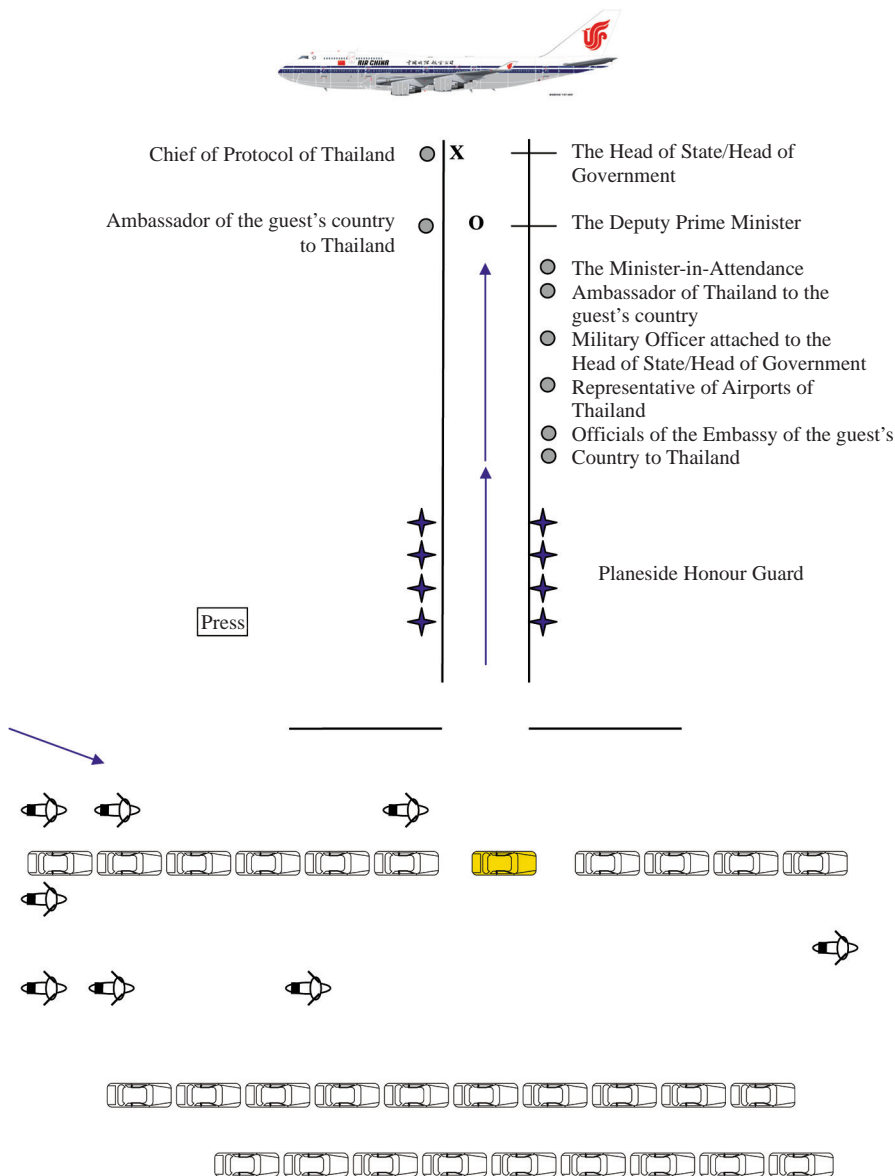 AIR CHINA
Chief of Protocol of Thailand
X
The Head of State/Head of
Government
Ambassador of the guest's country
to Thailand
O
The Deputy Prime Minister
The Minister-in-Attendance
Ambassador of Thailand to the
guest's country
Military Officer attached to the
Head of State/Head of Government
Representative of Airports of
Thailand
Officials of the Embassy of the guest's
Country to Thailand
Planeside Honour Guard
Press